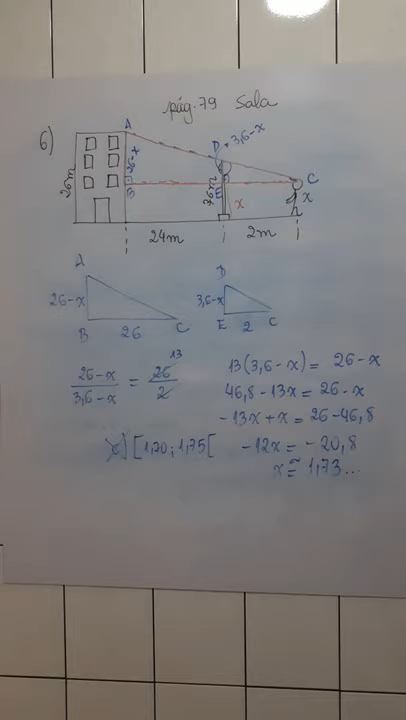 pág. 79 Sala
6)
A
D → 3,6-x
26-x
26m
B
3,6m
E
x
C
x
24m
2m
A
D
26-x
3,6-x
B 26 C
E 2 C
26-x / 3,6-x = 26 / 2
13
13(3,6-x) = 26-x
46,8-13x = 26-x
-13x+x = 26-46,8
c) [1,70; 1,75[
-12x = -20,8
x ≅ 1,73...